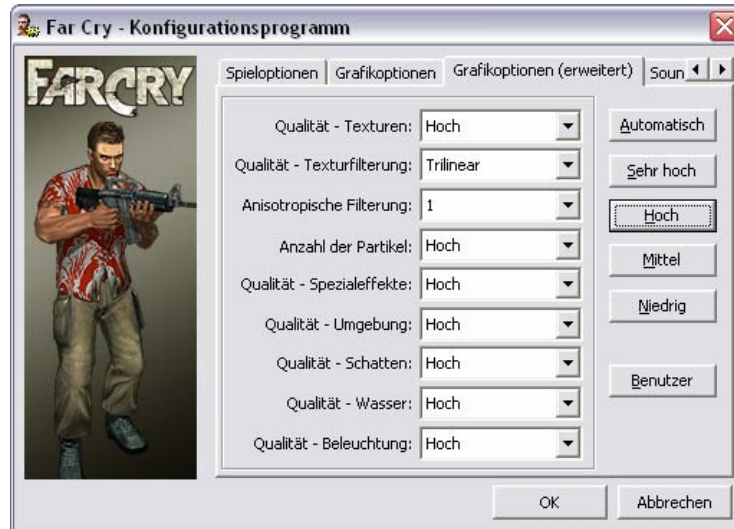 Far Cry - Konfigurationsprogramm
FARCRY
Spieloptionen Grafikoptionen Grafikoptionen (erweitert) Soun
Qualität - Texturen: Hoch
Qualität - Texturfilterung: Trilinear
Anisotropische Filterung: 1
Anzahl der Partikel: Hoch
Qualität - Spezialeffekte: Hoch
Qualität - Umgebung: Hoch
Qualität - Schatten: Hoch
Qualität - Wasser: Hoch
Qualität - Beleuchtung: Hoch
Automatisch
Sehr hoch
Hoch
Mittel
Niedrig
Benutzer
OK Abbrechen